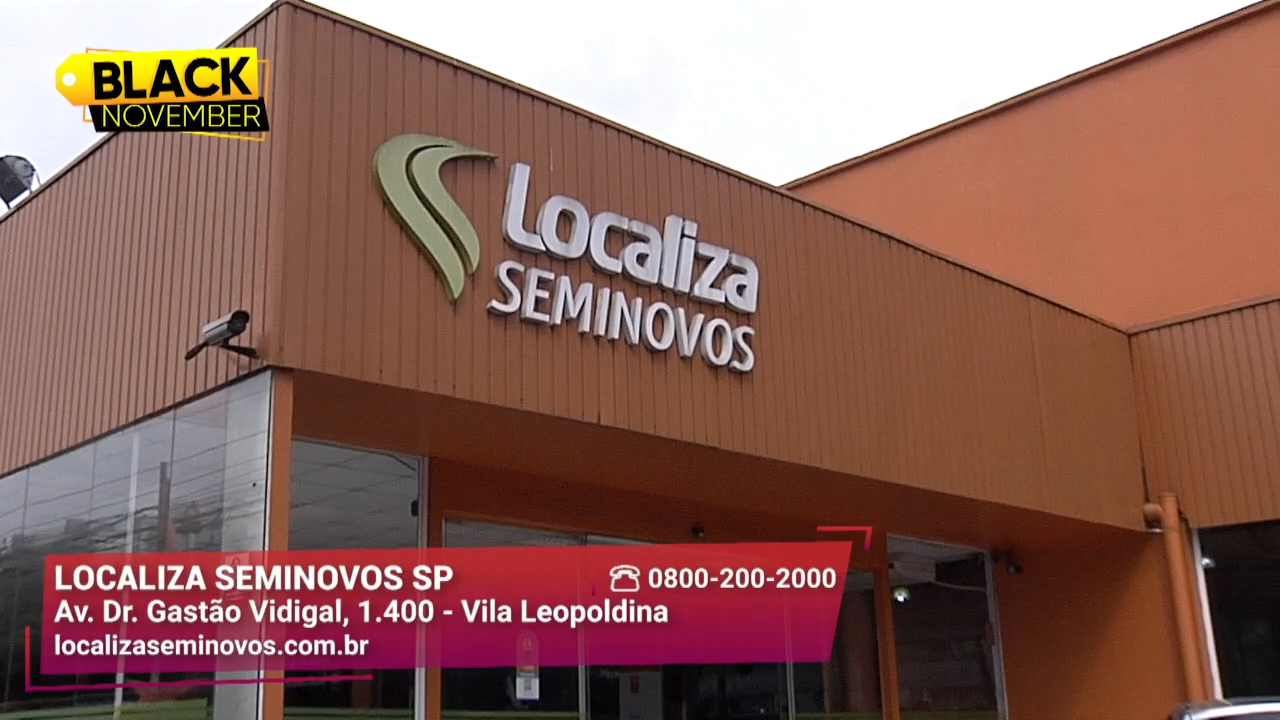 BLACK
NOVEMBER
Localiza
SEMINOVOS
LOCALIZA SEMINOVOS SP
0800-200-2000
Av. Dr. Gastão Vidigal, 1.400 - Vila Leopoldina
localizaseminovos.com.br